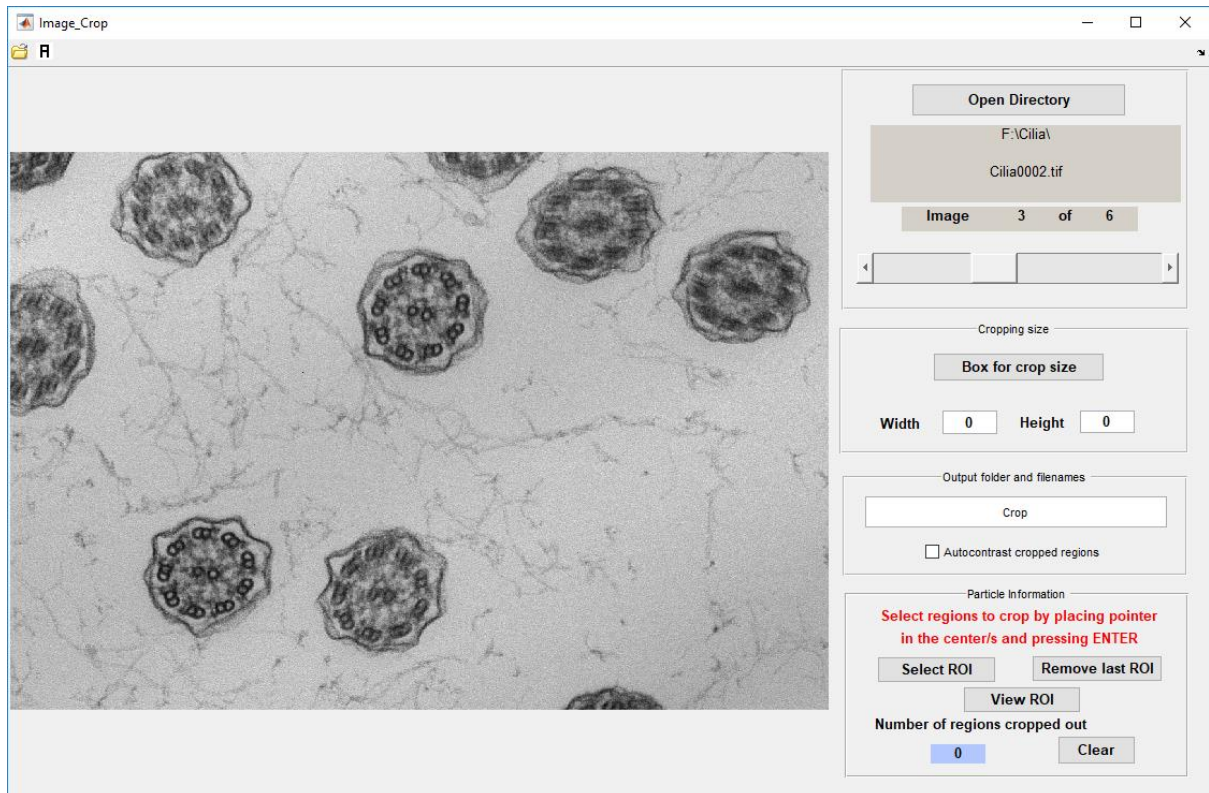 Image_Crop
Open Directory
F:\Cilia\
Cilia0002.tif
Image 3 of 6
Cropping size
Box for crop size
Width 0 Height 0
Output folder and filenames
Crop
Autocontrast cropped regions
Particle Information
Select regions to crop by placing pointer
in the center/s and pressing ENTER
Select ROI Remove last ROI
View ROI
Number of regions cropped out
0 Clear